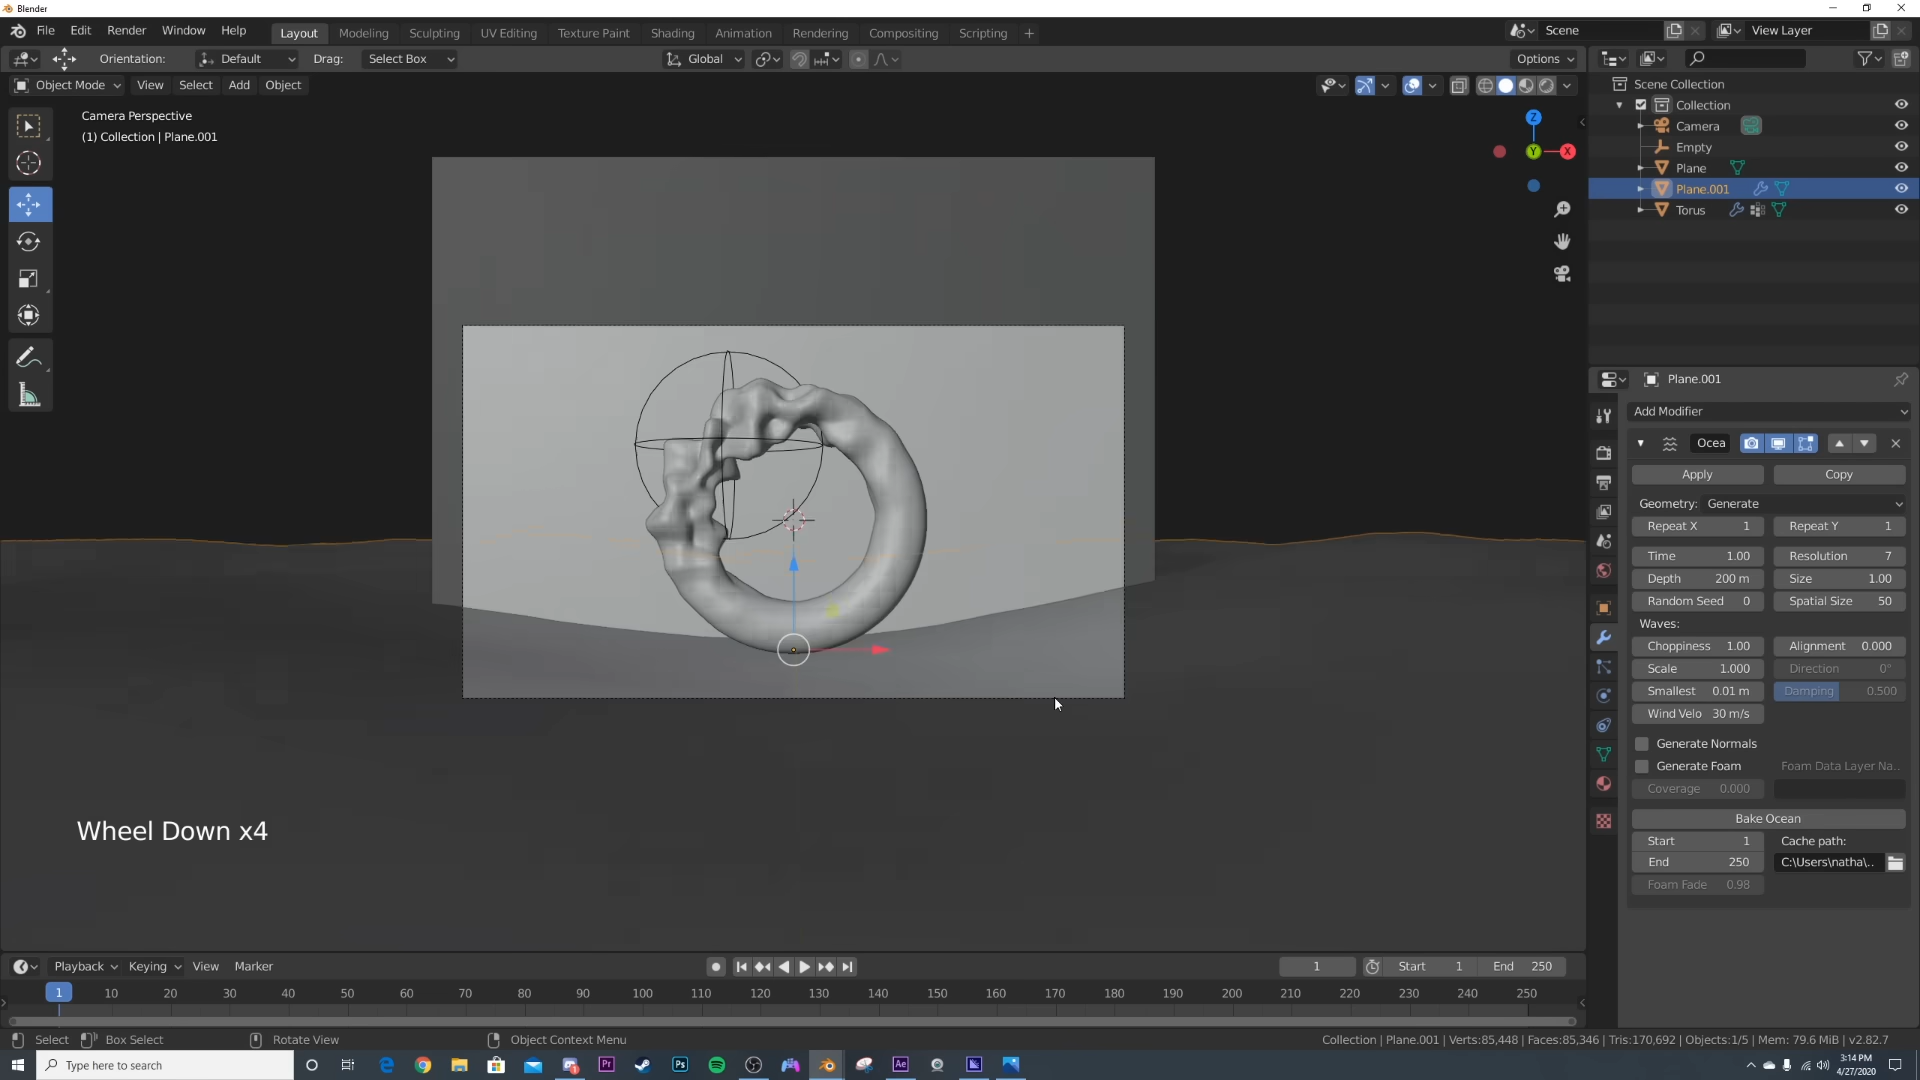 Blender
File Edit Render Window Help Layout Modeling Sculpting UV Editing Texture Paint Shading Animation Rendering Compositing Scripting + Scene View Layer
Orientation: Default Drag: Select Box Global Options
Object Mode View Select Add Object
Camera Perspective
(1) Collection | Plane.001
Z
Y
X
Wheel Down x4
Scene Collection
Collection
Camera
Empty
Plane
Plane.001
Torus
Plane.001
Add Modifier
Ocea
Apply Copy
Geometry: Generate
Repeat X 1 Repeat Y 1
Time 1.00 Resolution 7
Depth 200 m Size 1.00
Random Seed 0 Spatial Size 50
Waves:
Choppiness 1.00 Alignment 0.000
Scale 1.000 Direction 0°
Smallest 0.01 m Damping 0.500
Wind Velo 30 m/s
Generate Normals
Generate Foam Foam Data Layer Na..
Coverage 0.000
Bake Ocean
Start 1 Cache path:
End 250 C:\Users\natha\..
Foam Fade 0.98
Playback Keying View Marker 1 Start 1 End 250
1 10 20 30 40 50 60 70 80 90 100 110 120 130 140 150 160 170 180 190 200 210 220 230 240 250
Select Box Select Rotate View Object Context Menu Collection | Plane.001 | Verts:85,448 | Faces:85,346 | Tris:170,692 | Objects:1/5 | Mem: 79.6 MiB | v2.82.7
Type here to search Pr Ps Ae 3:14 PM
4/27/2020